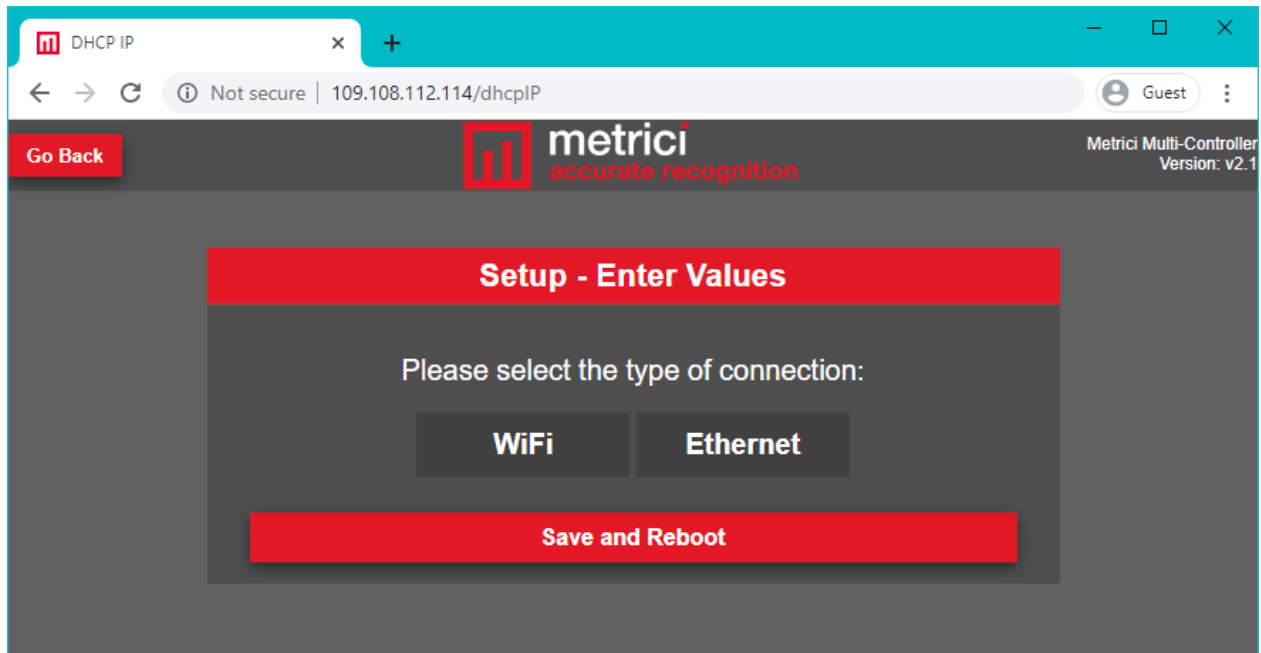 DHCP IP
Not secure | 109.108.112.114/dhcpIP
Guest
Go Back
metrici
accurate recognition
Metrici Multi-Controller
Version: v2.1
Setup - Enter Values
Please select the type of connection:
WiFi
Ethernet
Save and Reboot